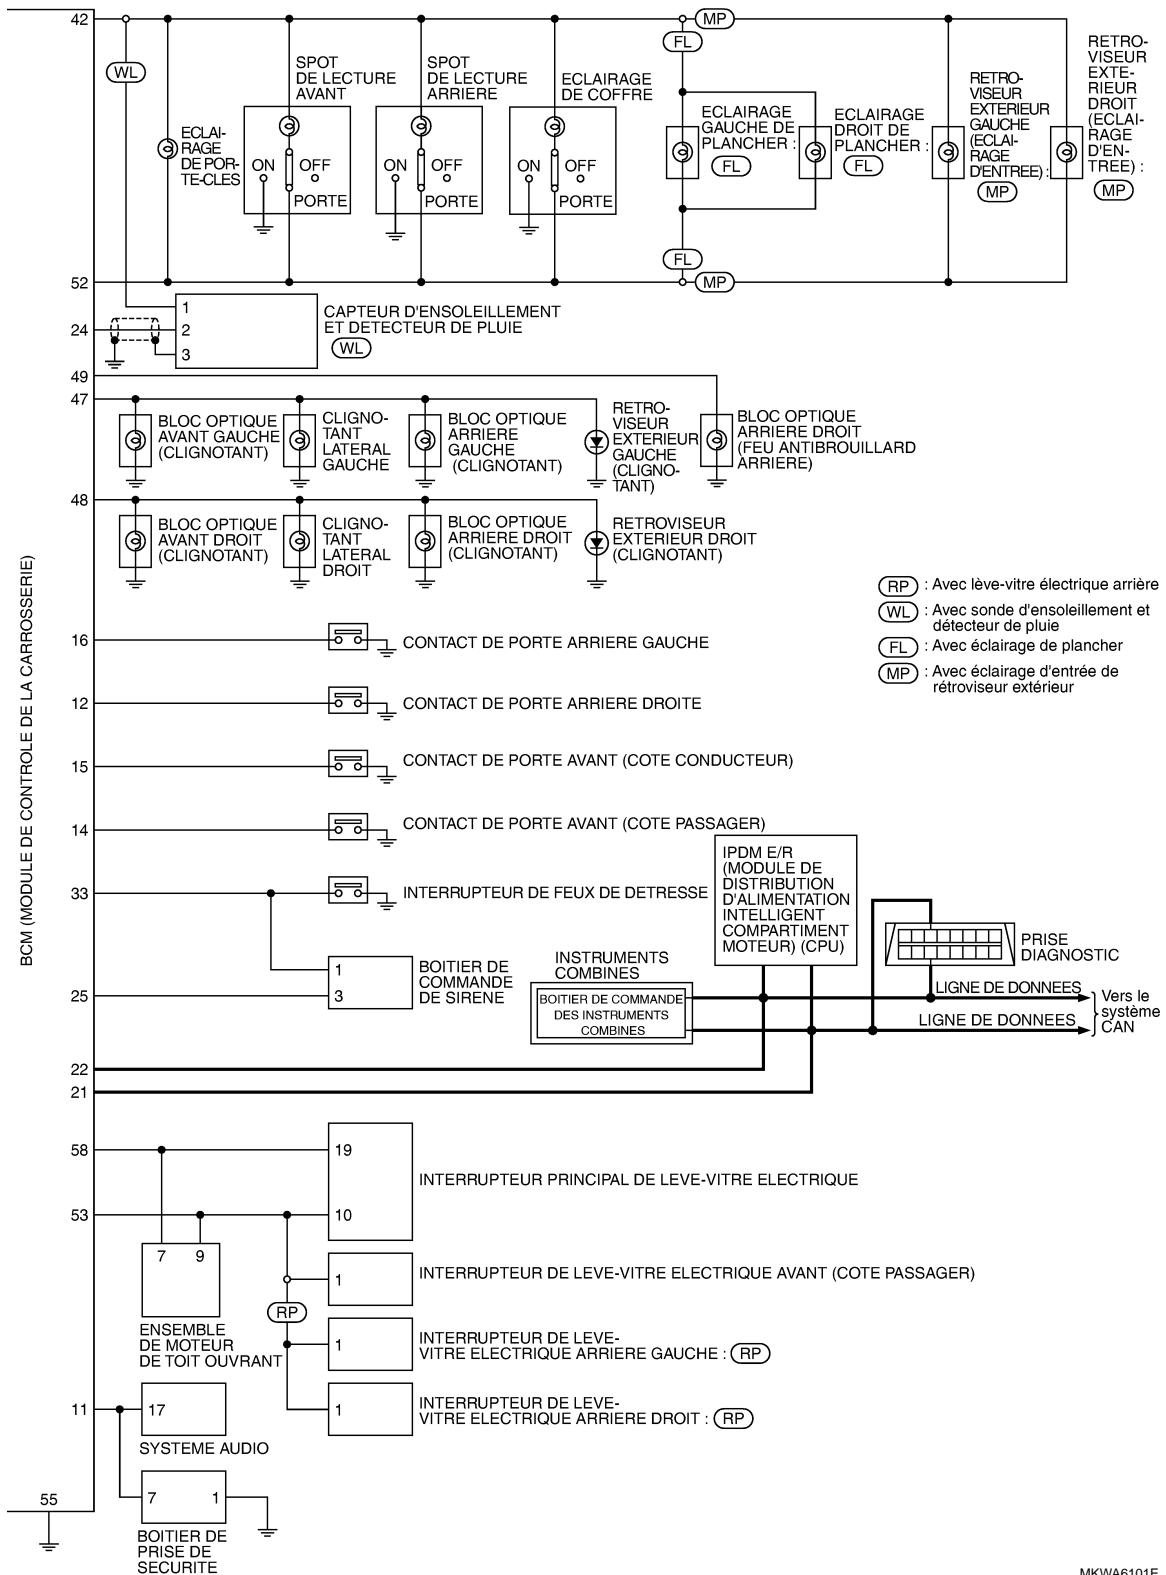 42
MP
FL
WL
SPOT
DE LECTURE
AVANT
SPOT
DE LECTURE
ARRIERE
ECLAIRAGE
DE COFFRE
ECLAI-
RAGE
DE POR-
TE-CLES
ON
OFF
PORTE
ON
OFF
PORTE
ON
OFF
PORTE
ECLAIRAGE
GAUCHE DE
PLANCHER :
FL
ECLAIRAGE
DROIT DE
PLANCHER :
FL
RETRO-
VISEUR
EXTERIEUR
GAUCHE
(ECLAI-
RAGE
D'ENTREE) :
MP
RETRO-
VISEUR
EXTE-
RIEUR
DROIT
(ECLAI-
RAGE
D'EN-
TREE) :
MP
FL
52
MP
1
24
2
3
CAPTEUR D'ENSOLEILLEMENT
ET DETECTEUR DE PLUIE
WL
49
47
BLOC OPTIQUE
AVANT GAUCHE
(CLIGNOTANT)
CLIGNO-
TANT
LATERAL
GAUCHE
BLOC OPTIQUE
ARRIERE
GAUCHE
(CLIGNOTANT)
RETRO-
VISEUR
EXTERIEUR
GAUCHE
(CLIGNO-
TANT)
BLOC OPTIQUE
ARRIERE DROIT
(FEU ANTIBROUILLARD
ARRIERE)
48
BLOC OPTIQUE
AVANT DROIT
(CLIGNOTANT)
CLIGNO-
TANT
LATERAL
DROIT
BLOC OPTIQUE
ARRIERE DROIT
(CLIGNOTANT)
RETROVISEUR
EXTERIEUR DROIT
(CLIGNOTANT)
RP : Avec lève-vitre électrique arrière
WL : Avec sonde d'ensoleillement et
détecteur de pluie
FL : Avec éclairage de plancher
MP : Avec éclairage d'entrée de
rétroviseur extérieur
BCM (MODULE DE CONTROLE DE LA CARROSSERIE)
16
CONTACT DE PORTE ARRIERE GAUCHE
12
CONTACT DE PORTE ARRIERE DROITE
15
CONTACT DE PORTE AVANT (COTE CONDUCTEUR)
14
CONTACT DE PORTE AVANT (COTE PASSAGER)
33
INTERRUPTEUR DE FEUX DE DETRESSE
IPDM E/R
(MODULE DE
DISTRIBUTION
D'ALIMENTATION
INTELLIGENT
COMPARTIMENT
MOTEUR) (CPU)
PRISE
DIAGNOSTIC
25
1
3
BOITIER DE
COMMANDE
DE SIRENE
INSTRUMENTS
COMBINES
BOITIER DE COMMANDE
DES INSTRUMENTS
COMBINES
LIGNE DE DONNEES
LIGNE DE DONNEES
Vers le
système
CAN
22
21
58
19
INTERRUPTEUR PRINCIPAL DE LEVE-VITRE ELECTRIQUE
53
10
7
9
ENSEMBLE
DE MOTEUR
DE TOIT OUVRANT
1
INTERRUPTEUR DE LEVE-VITRE ELECTRIQUE AVANT (COTE PASSAGER)
RP
1
INTERRUPTEUR DE LEVE-
VITRE ELECTRIQUE ARRIERE GAUCHE : RP
1
INTERRUPTEUR DE LEVE-
VITRE ELECTRIQUE ARRIERE DROIT : RP
11
17
SYSTEME AUDIO
7
1
BOITIER DE
PRISE DE
SECURITE
55
MKWA6101E